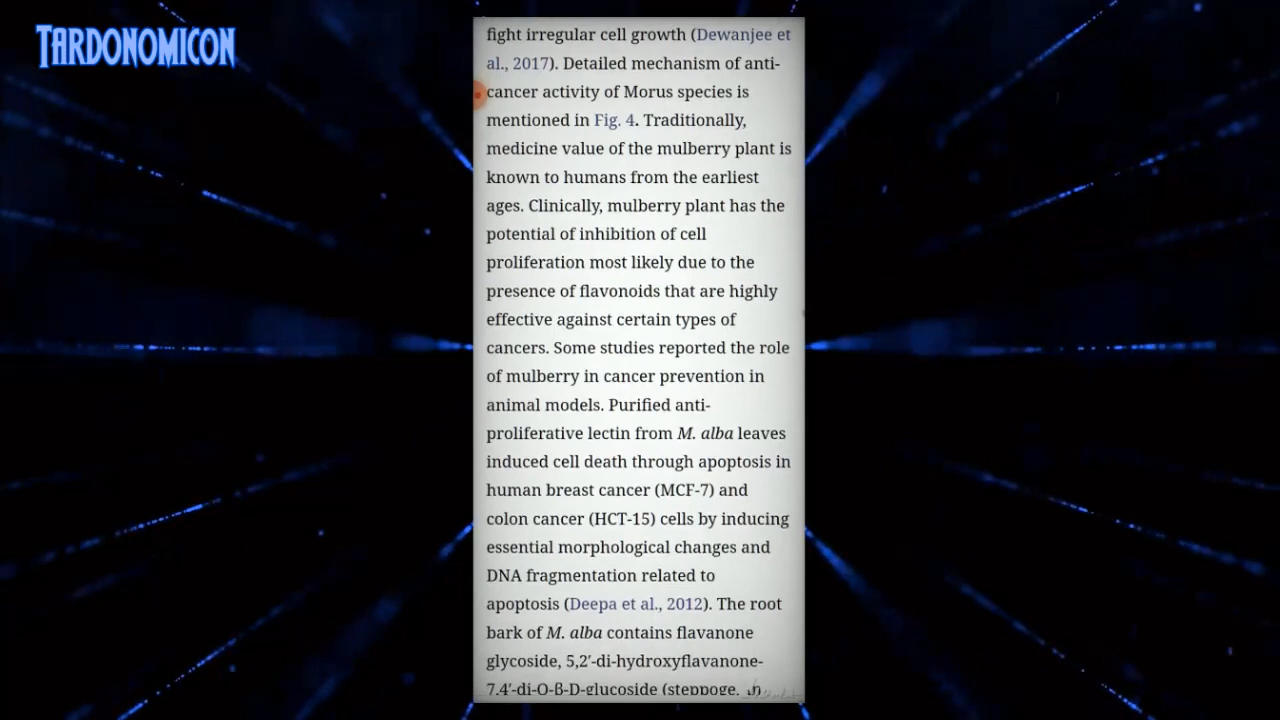 TARDONOMICON
fight irregular cell growth (Dewanjee et
al., 2017). Detailed mechanism of anti-
cancer activity of Morus species is
mentioned in Fig. 4. Traditionally,
medicine value of the mulberry plant is
known to humans from the earliest
ages. Clinically, mulberry plant has the
potential of inhibition of cell
proliferation most likely due to the
presence of flavonoids that are highly
effective against certain types of
cancers. Some studies reported the role
of mulberry in cancer prevention in
animal models. Purified anti-
proliferative lectin from M. alba leaves
induced cell death through apoptosis in
human breast cancer (MCF-7) and
colon cancer (HCT-15) cells by inducing
essential morphological changes and
DNA fragmentation related to
apoptosis (Deepa et al., 2012). The root
bark of M. alba contains flavanone
glycoside, 5,2′-di-hydroxyflavanone-
7,4′-di-O-β-D-glucoside (steppoge.